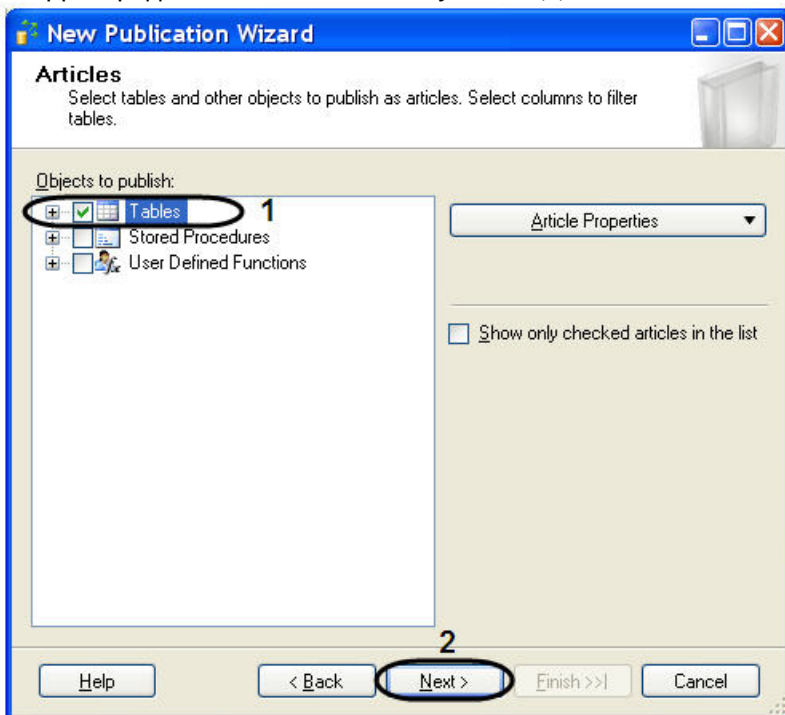 New Publication Wizard
Articles
Select tables and other objects to publish as articles. Select columns to filter
tables.
Objects to publish:
Tables 1
Stored Procedures
User Defined Functions
Article Properties
Show only checked articles in the list
2
Help < Back Next > Finish >>| Cancel